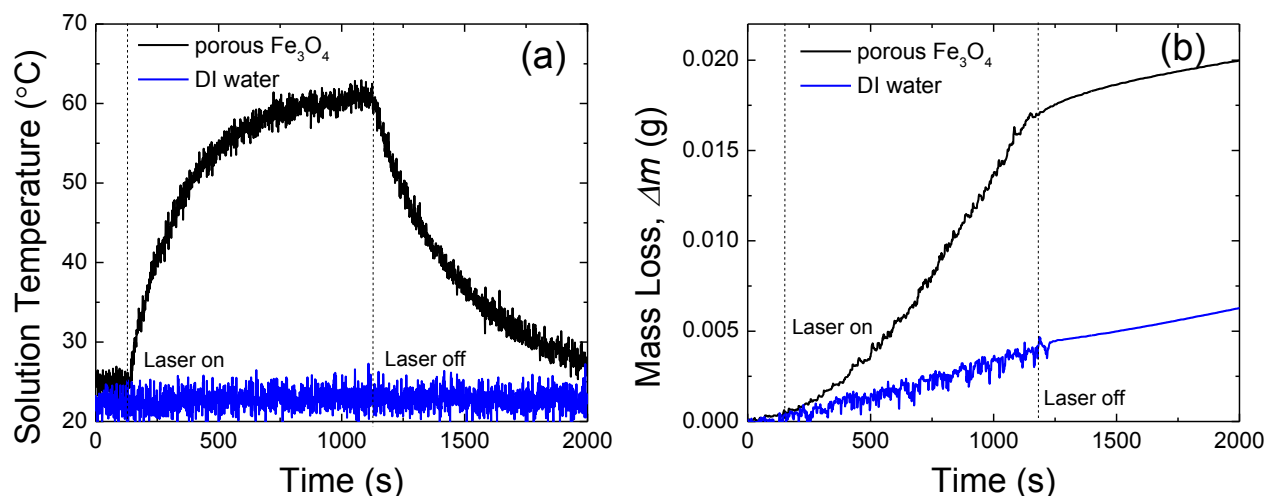 (a)
porous Fe₃O₄
DI water
Solution Temperature (°C)
70
60
50
40
30
20
Laser on
Laser off
0
500
1000
1500
2000
Time (s)
(b)
porous Fe₃O₄
DI water
Mass Loss, Δm (g)
0.020
0.015
0.010
0.005
0.000
Laser on
Laser off
0
500
1000
1500
2000
Time (s)